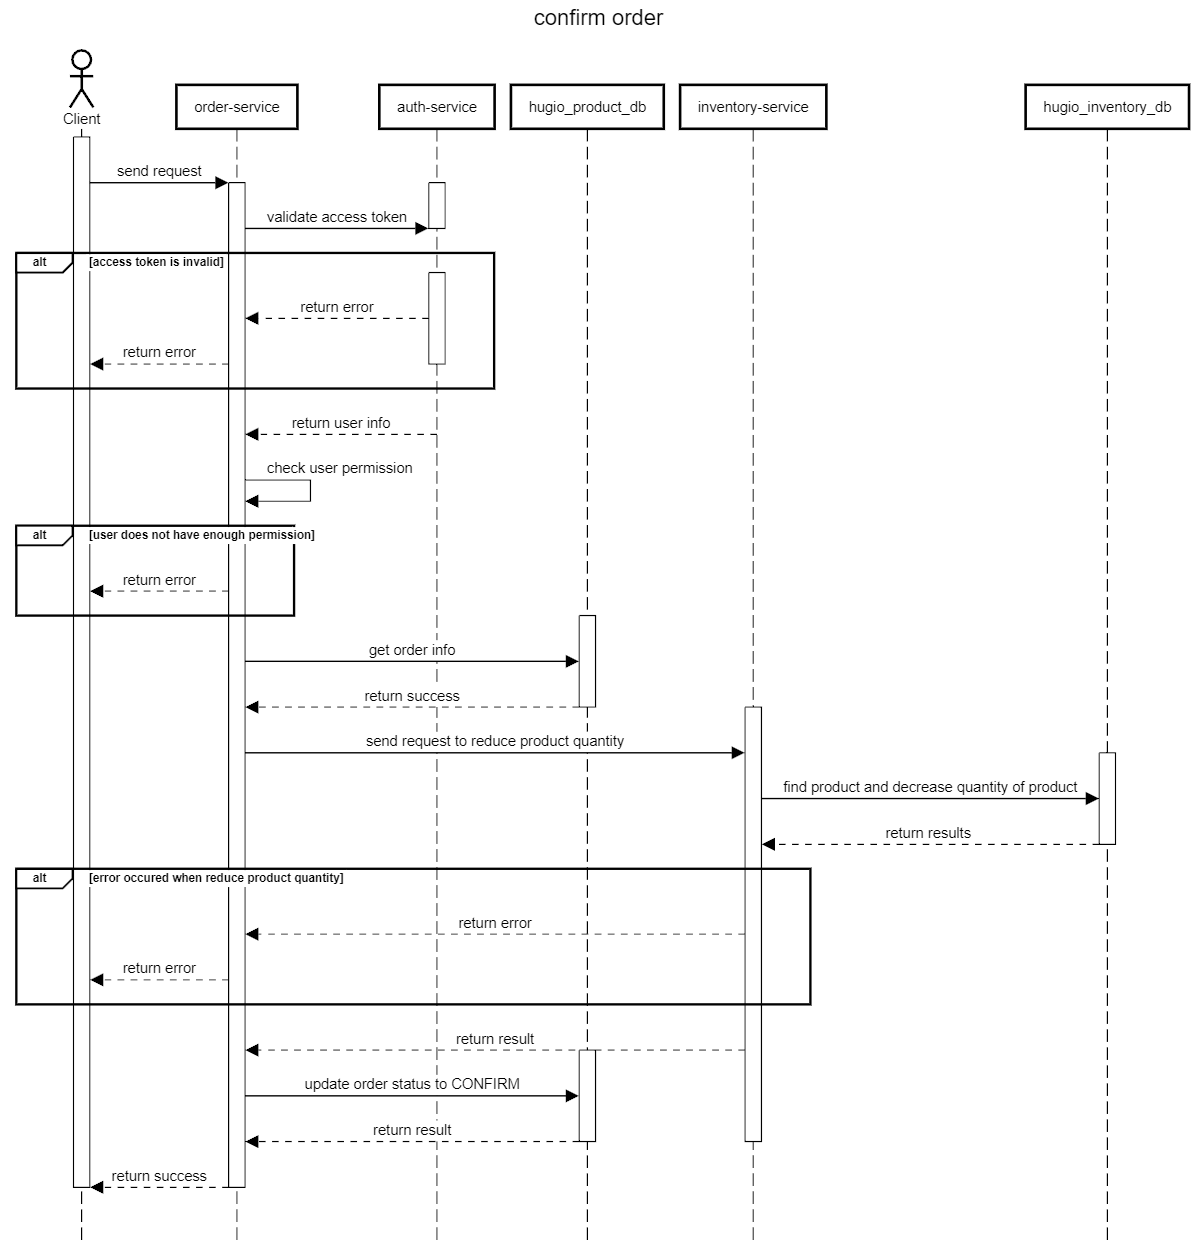 confirm order
Client
order-service
auth-service
hugio_product_db
inventory-service
hugio_inventory_db
send request
validate access token
alt
[access token is invalid]
return error
return error
return user info
check user permission
alt
[user does not have enough permission]
return error
get order info
return success
send request to reduce product quantity
find product and decrease quantity of product
return results
alt
[error occured when reduce product quantity]
return error
return error
return result
update order status to CONFIRM
return result
return success